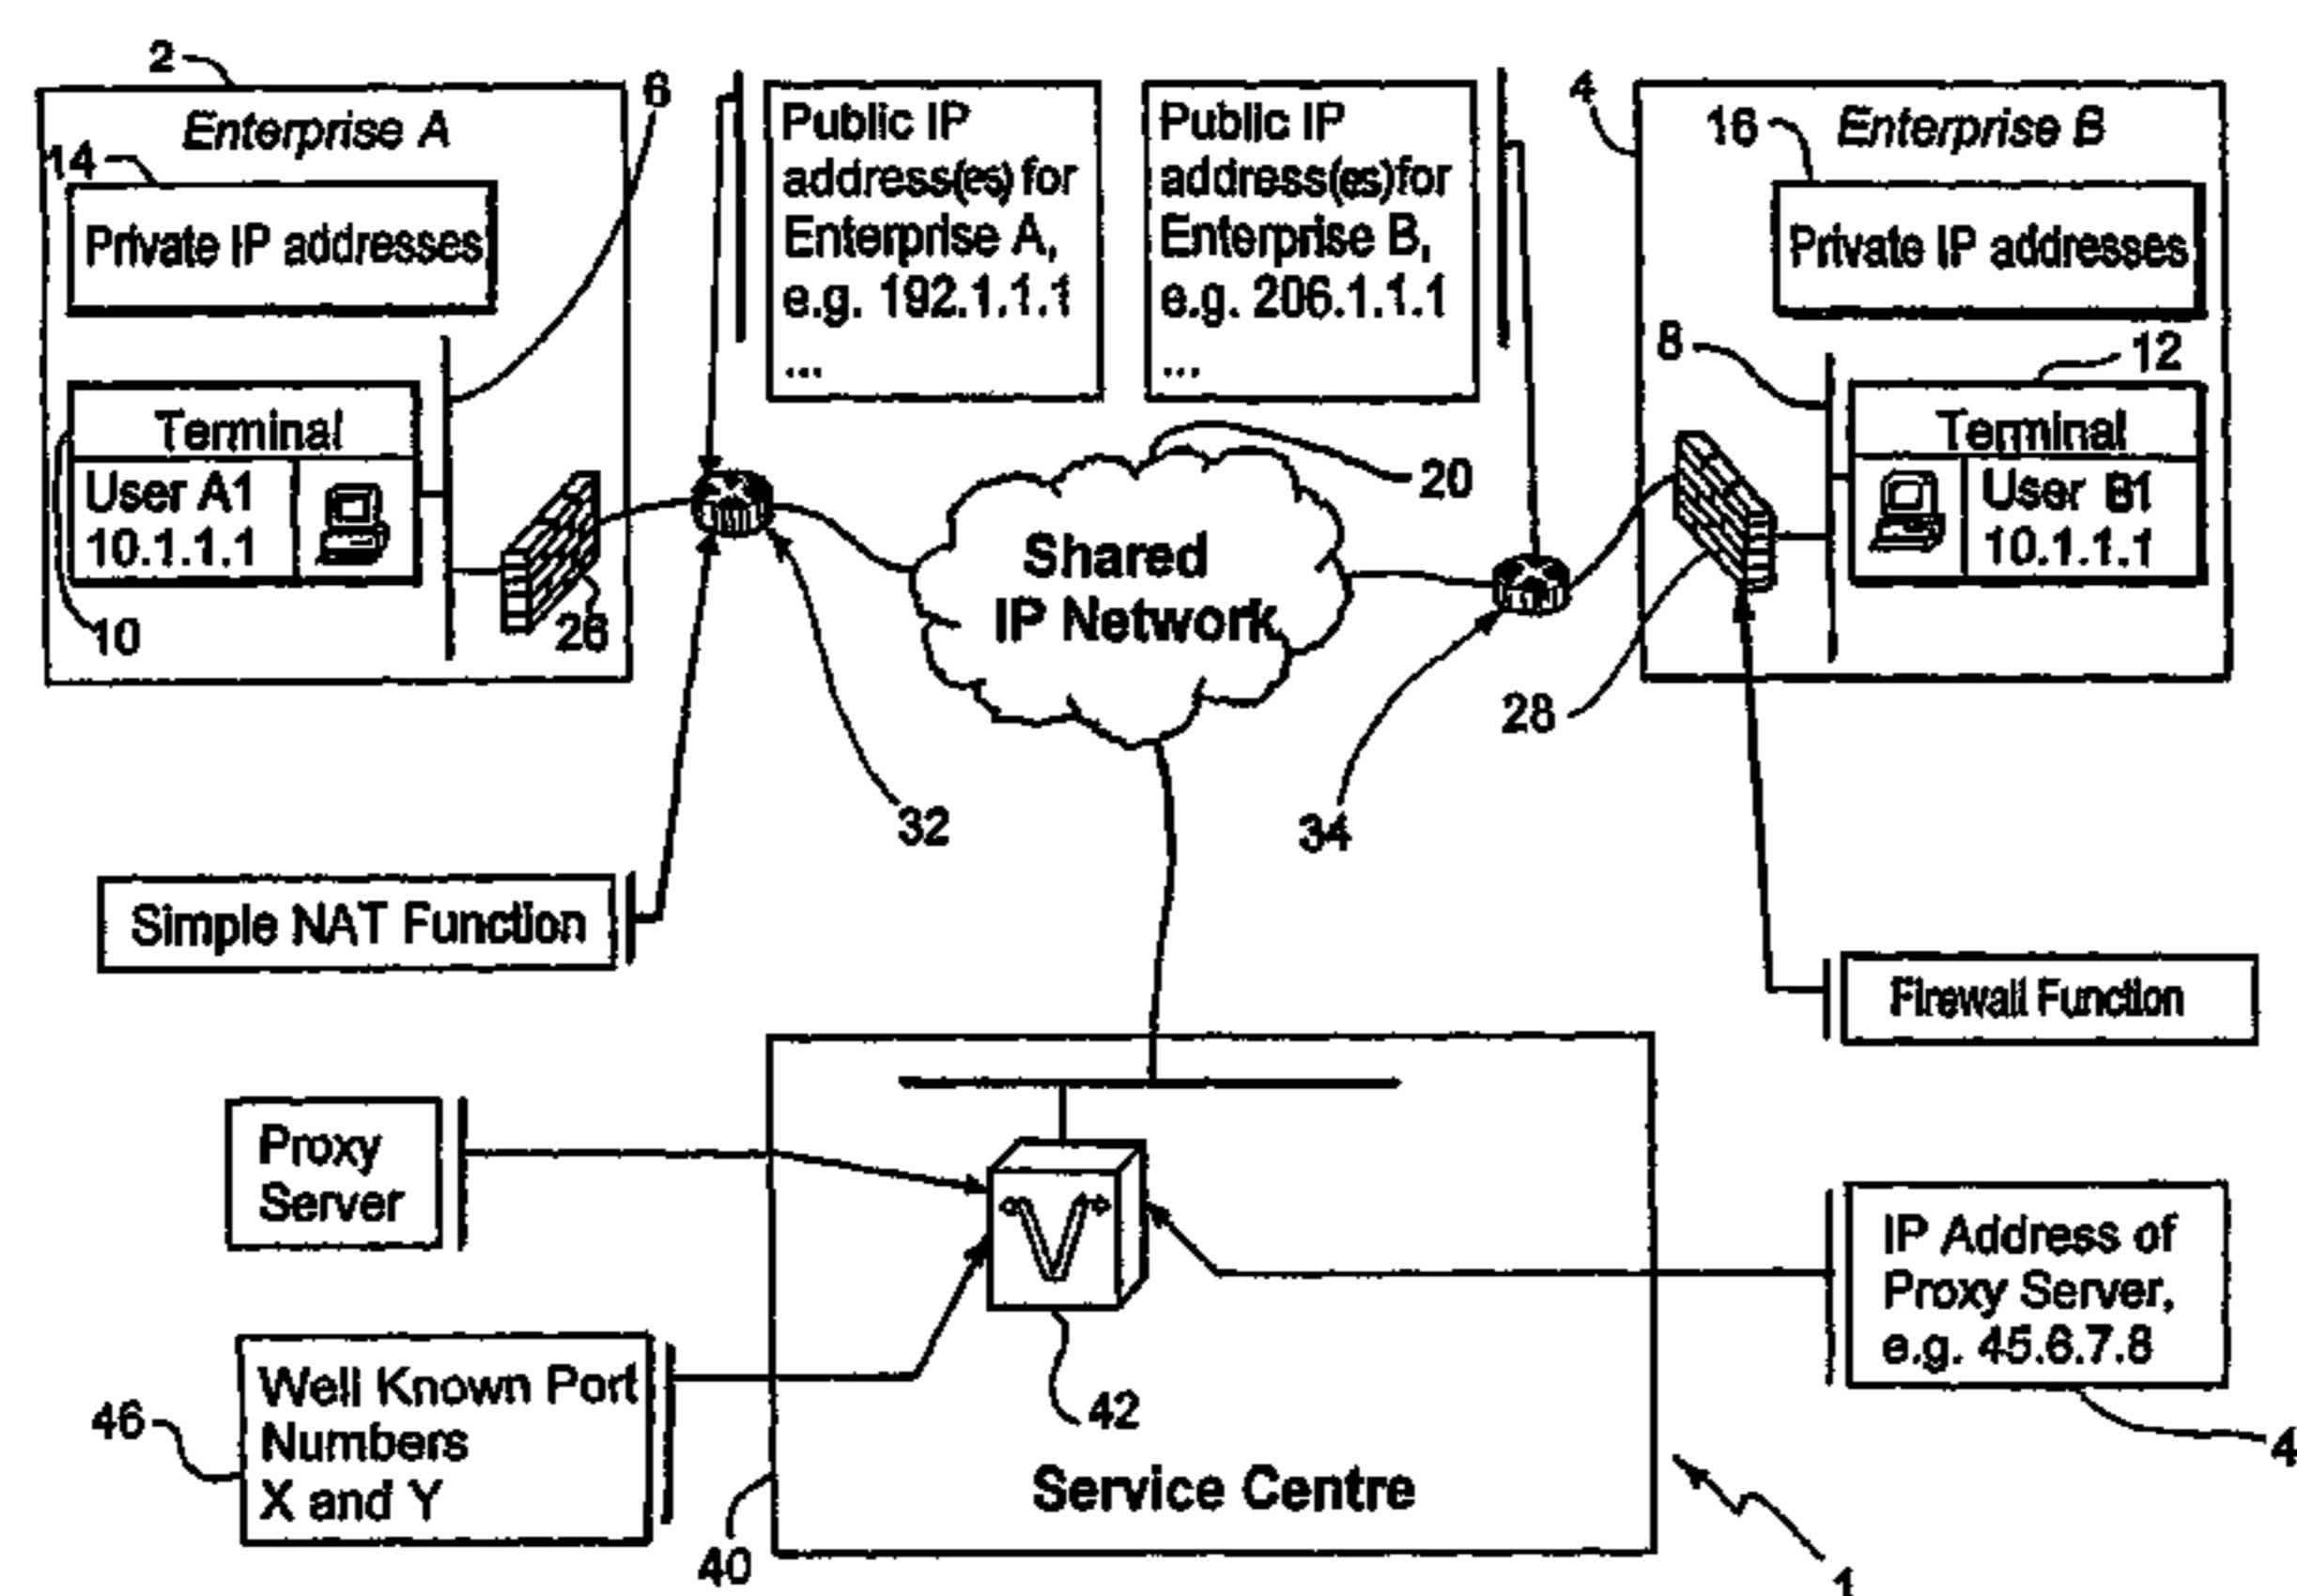 2
Enterprise A
14
Private IP addresses
6
Terminal
User A1
10.1.1.1
10
26
Public IP
address(es) for
Enterprise A,
e.g. 192.1.1.1
...
Public IP
address(es) for
Enterprise B,
e.g. 206.1.1.1
...
4
Enterprise B
16
Private IP addresses
8
12
Terminal
User B1
10.1.1.1
28
20
Shared
IP Network
32
34
Simple NAT Function
Firewall Function
Proxy
Server
IP Address of
Proxy Server,
e.g. 45.6.7.8
4
46
Well Known Port
Numbers
X and Y
42
Service Centre
40
1